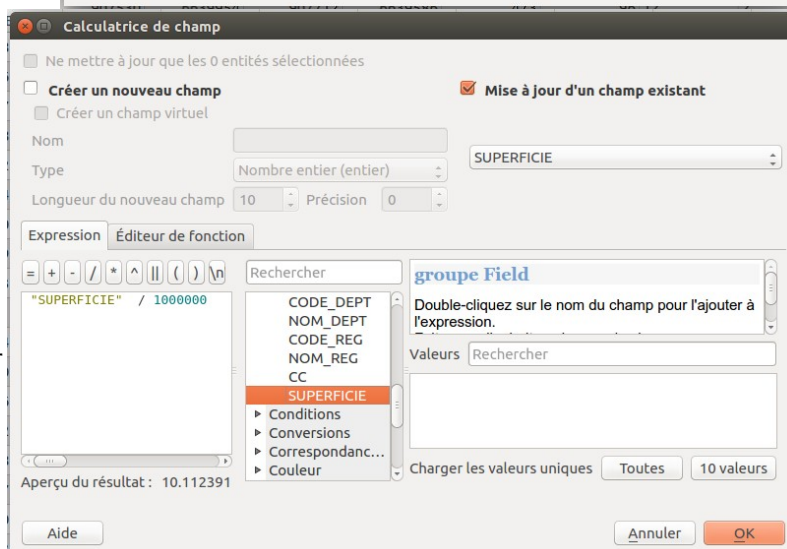 Calculatrice de champ
Ne mettre à jour que les 0 entités sélectionnées
Créer un nouveau champ
Mise à jour d'un champ existant
Créer un champ virtuel
Nom
SUPERFICIE
Type
Nombre entier (entier)
Longueur du nouveau champ
10
Précision
0
Expression
Éditeur de fonction
= + - / * ^ || ( ) \n
Rechercher
groupe Field
"SUPERFICIE" / 1000000
CODE_DEPT
NOM_DEPT
CODE_REG
NOM_REG
CC
SUPERFICIE
Conditions
Conversions
Correspondanc...
Couleur
Double-cliquez sur le nom du champ pour l'ajouter à
l'expression.
Valeurs
Rechercher
Charger les valeurs uniques
Toutes
10 valeurs
Aperçu du résultat : 10.112391
Aide
Annuler
OK